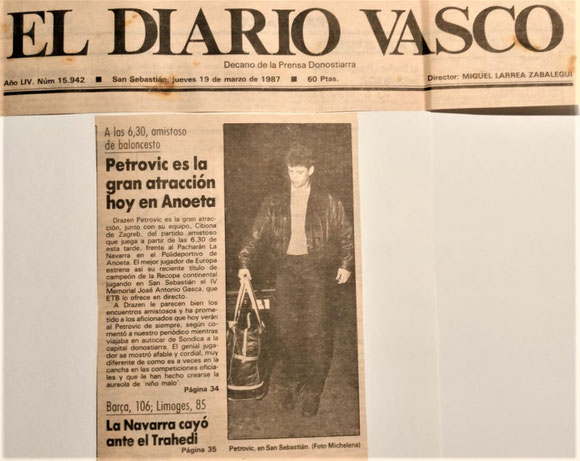 EL DIARIO VASCO
Decano de la Prensa Donostiarra
Año LIV. Núm 15.942 ■ San Sebastián, jueves 19 de marzo de 1987 ■ 60 Ptas. ■ Director: MIGUEL LARREA ZABALEGUI
A las 6,30, amistoso
de baloncesto
Petrovic es la
gran atracción
hoy en Anoeta
Drazen Petrovic es la gran atrac-
ción, junto con su equipo, Cibona
de Zagreb, del partido amistoso
que juega a partir de las 6,30 de
esta tarde, frente al Pacharán La
Navarra en el Polideportivo de
Anoeta. El mejor jugador de Europa
estrena así su reciente título de
campeón de la Recopa continental
jugando en San Sebastián el IV
Memorial José Antonio Gasca, que
ETB lo ofrece en directo.
A Drazen le parecen bien los
encuentros amistosos y ha prome-
tido a los aficionados que hoy verán
al Petrovic de siempre, según co-
mentó a nuestro periódico mientras
viajaba en autocar de Sondica a la
capital donostiarra. El genial juga-
dor se mostró afable y cordial, muy
diferente de como es a veces en la
cancha en las competiciones oficia-
les y que le han hecho crearse la
aureola de 'niño malo'.
Página 34
Barça, 106; Limoges, 85
La Navarra cayó
ante el Trahedi
Página 35
Petrovic, en San Sebastián. (Foto Michelena)